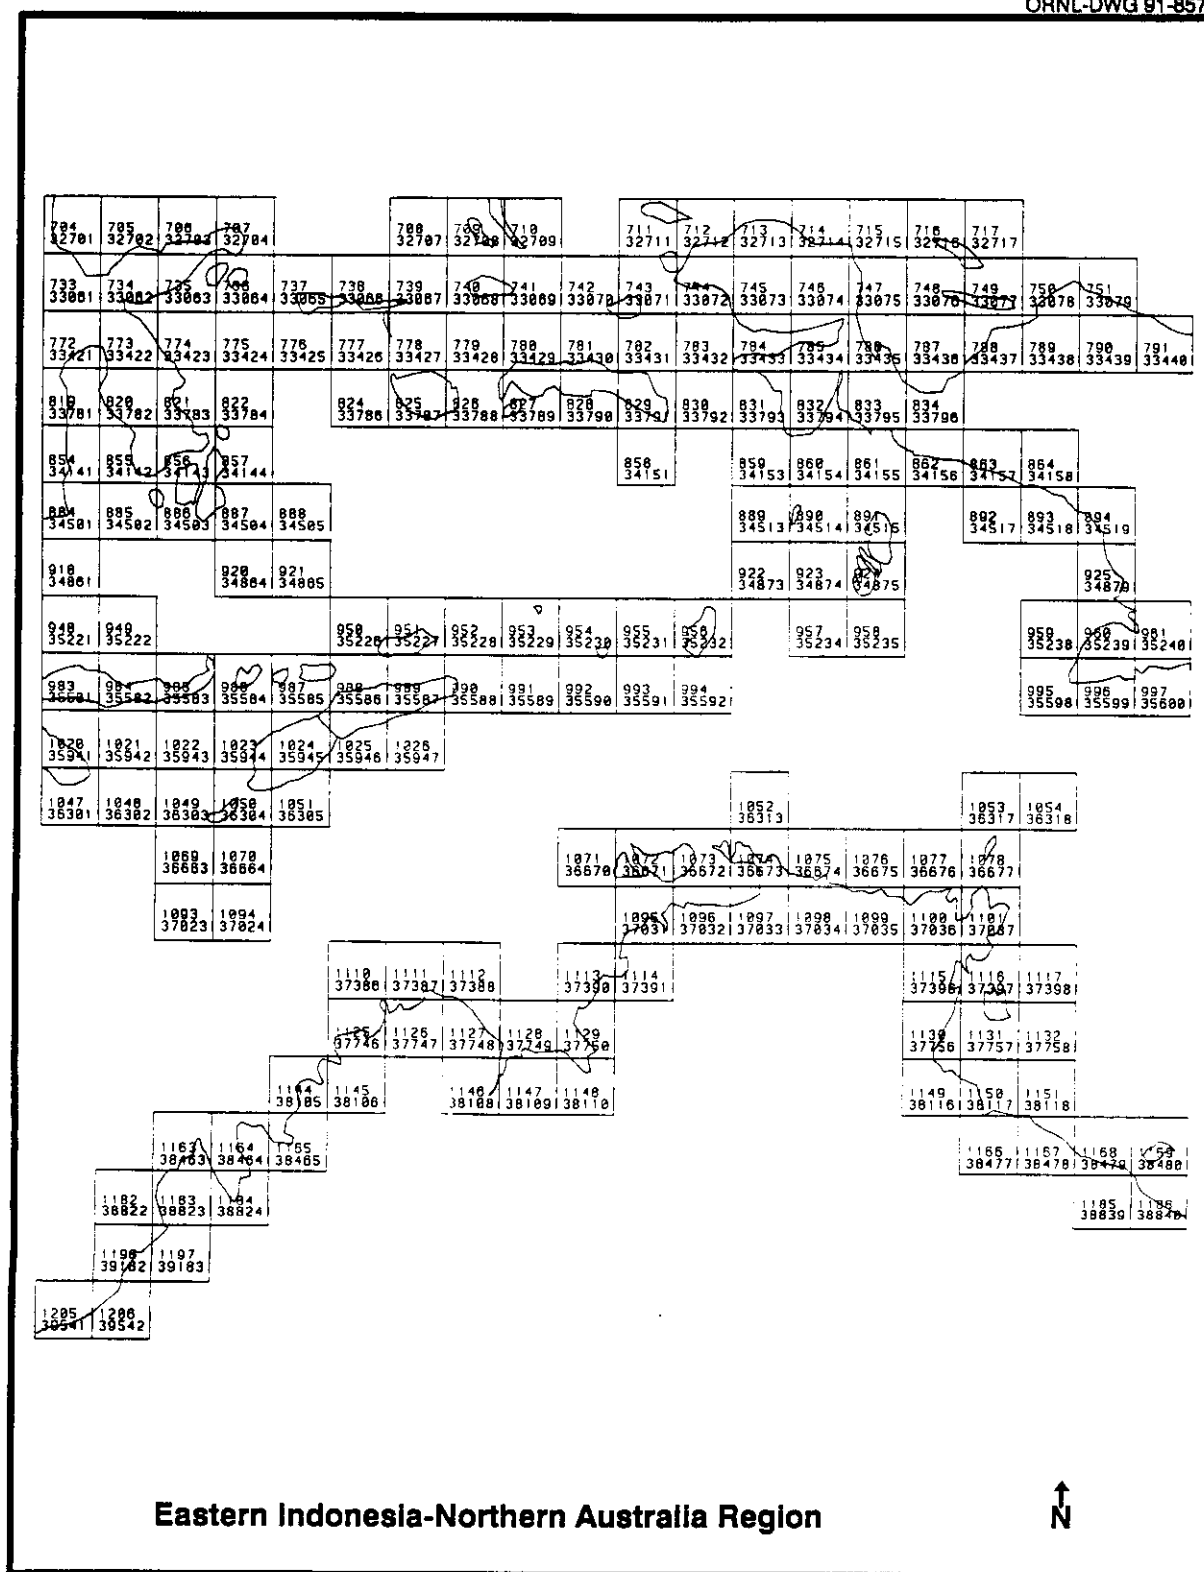 ORNL-DWG 91-857
704 705 706 707 708 709 710 711 712 713 714 715 716 717
32701 32702 32703 32704 32707 32708 32709 32711 32712 32713 32714 32715 32716 32717
733 734 735 736 737 738 739 740 741 742 743 744 745 746 747 748 749 750 751
33061 33062 33063 33064 33065 33066 33067 33068 33069 33070 33071 33072 33073 33074 33075 33076 33077 33078 33079
772 773 774 775 776 777 778 779 780 781 782 783 784 785 786 787 788 789 790 791
33421 33422 33423 33424 33425 33426 33427 33428 33429 33430 33431 33432 33433 33434 33435 33436 33437 33438 33439 33440
819 820 821 822 824 825 826 827 828 829 830 831 832 833 834
33781 33782 33783 33784 33786 33787 33788 33789 33790 33791 33792 33793 33794 33795 33796
854 855 856 857 858 859 860 861 862 863 864
34141 34142 34143 34144 34151 34153 34154 34155 34156 34157 34158
884 885 886 887 888 889 890 891 892 893 894
34501 34502 34503 34504 34505 34513 34514 34515 34517 34518 34519
918 920 921 922 923 924 925
34861 34864 34865 34873 34874 34875 34879
948 949 950 951 952 953 954 955 956 957 958 959 960 961
35221 35222 35226 35227 35228 35229 35230 35231 35232 35234 35235 35238 35239 35240
983 984 985 986 987 988 989 990 991 992 993 994 995 996 997
35581 35582 35583 35584 35585 35586 35587 35588 35589 35590 35591 35592 35598 35599 35600
1020 1021 1022 1023 1024 1025 1026
35941 35942 35943 35944 35945 35946 35947
1047 1048 1049 1050 1051 1052 1053 1054
36301 36302 36303 36304 36305 36313 36317 36318
1069 1070 1071 1072 1073 1074 1075 1076 1077 1078
36663 36664 36670 36671 36672 36673 36674 36675 36676 36677
1093 1094 1095 1096 1097 1098 1099 1100 1101
37023 37024 37031 37032 37033 37034 37035 37036 37037
1110 1111 1112 1113 1114 1115 1116 1117
37386 37387 37388 37390 37391 37396 37397 37398
1125 1126 1127 1128 1129 1130 1131 1132
37746 37747 37748 37749 37750 37756 37757 37758
1144 1145 1146 1147 1148 1149 1150 1151
38105 38106 38108 38109 38110 38116 38117 38118
1163 1164 1165 1166 1167 1168 1169
38463 38464 38465 38477 38478 38479 38480
1182 1183 1184 1185 1186
38822 38823 38824 38839 38840
1196 1197
39182 39183
1205 1206
39541 39542
Eastern Indonesia-Northern Australia Region
N